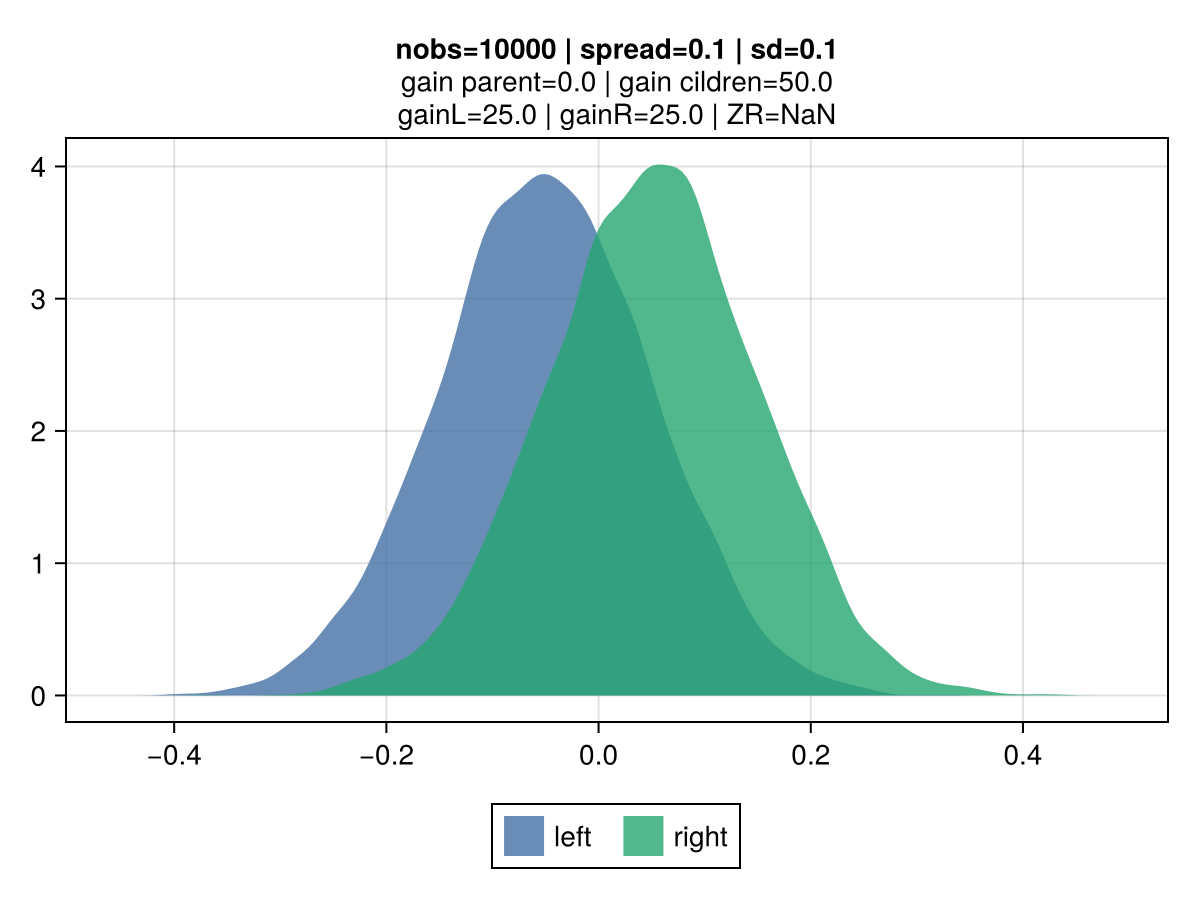 nobs=10000 | spread=0.1 | sd=0.1
gain parent=0.0 | gain cildren=50.0
gainL=25.0 | gainR=25.0 | ZR=NaN
4
3
2
1
0
−0.4 −0.2 0.0 0.2 0.4
left right